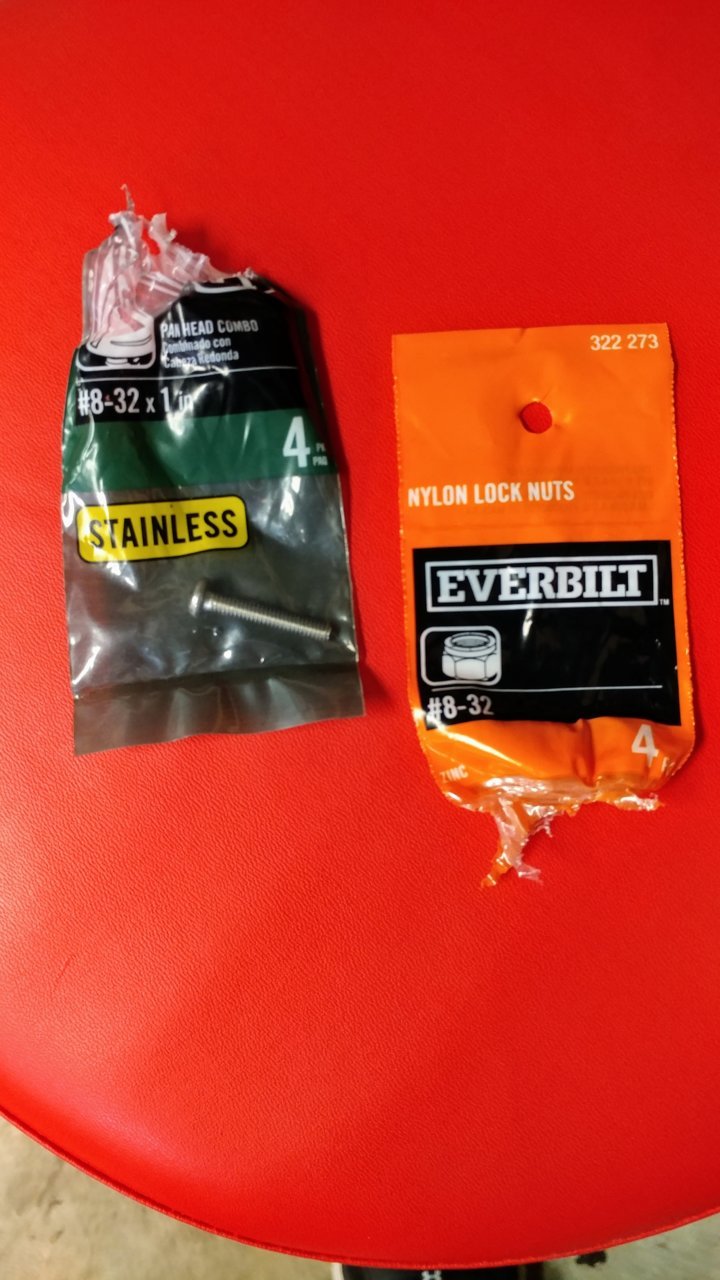 PAN HEAD COMBO
Combinado con
Cabeza Redonda
#8-32 x 1 in
4
STAINLESS
322 273
NYLON LOCK NUTS
EVERBILT™
#8-32
4
ZINC